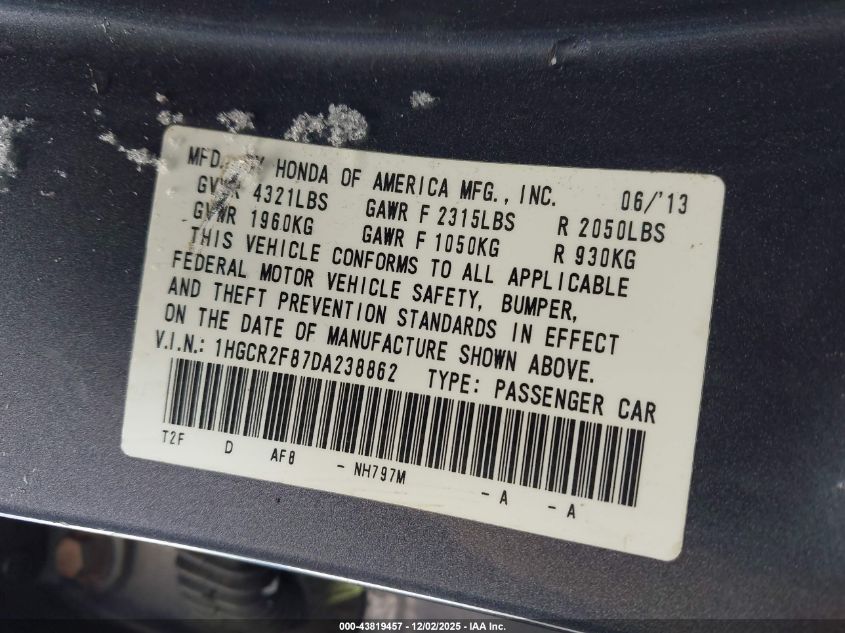 MFD. BY HONDA OF AMERICA MFG., INC. 06/'13
GVWR 4321LBS GAWR F 2315LBS R 2050LBS
GVWR 1960KG GAWR F 1050KG R 930KG
THIS VEHICLE CONFORMS TO ALL APPLICABLE
FEDERAL MOTOR VEHICLE SAFETY, BUMPER,
AND THEFT PREVENTION STANDARDS IN EFFECT
ON THE DATE OF MANUFACTURE SHOWN ABOVE.
V.I.N.: 1HGCR2F87DA238862 TYPE: PASSENGER CAR
T2F D AF8 - NH797M - A - A
000-43819457 - 12/02/2025 - IAA Inc.